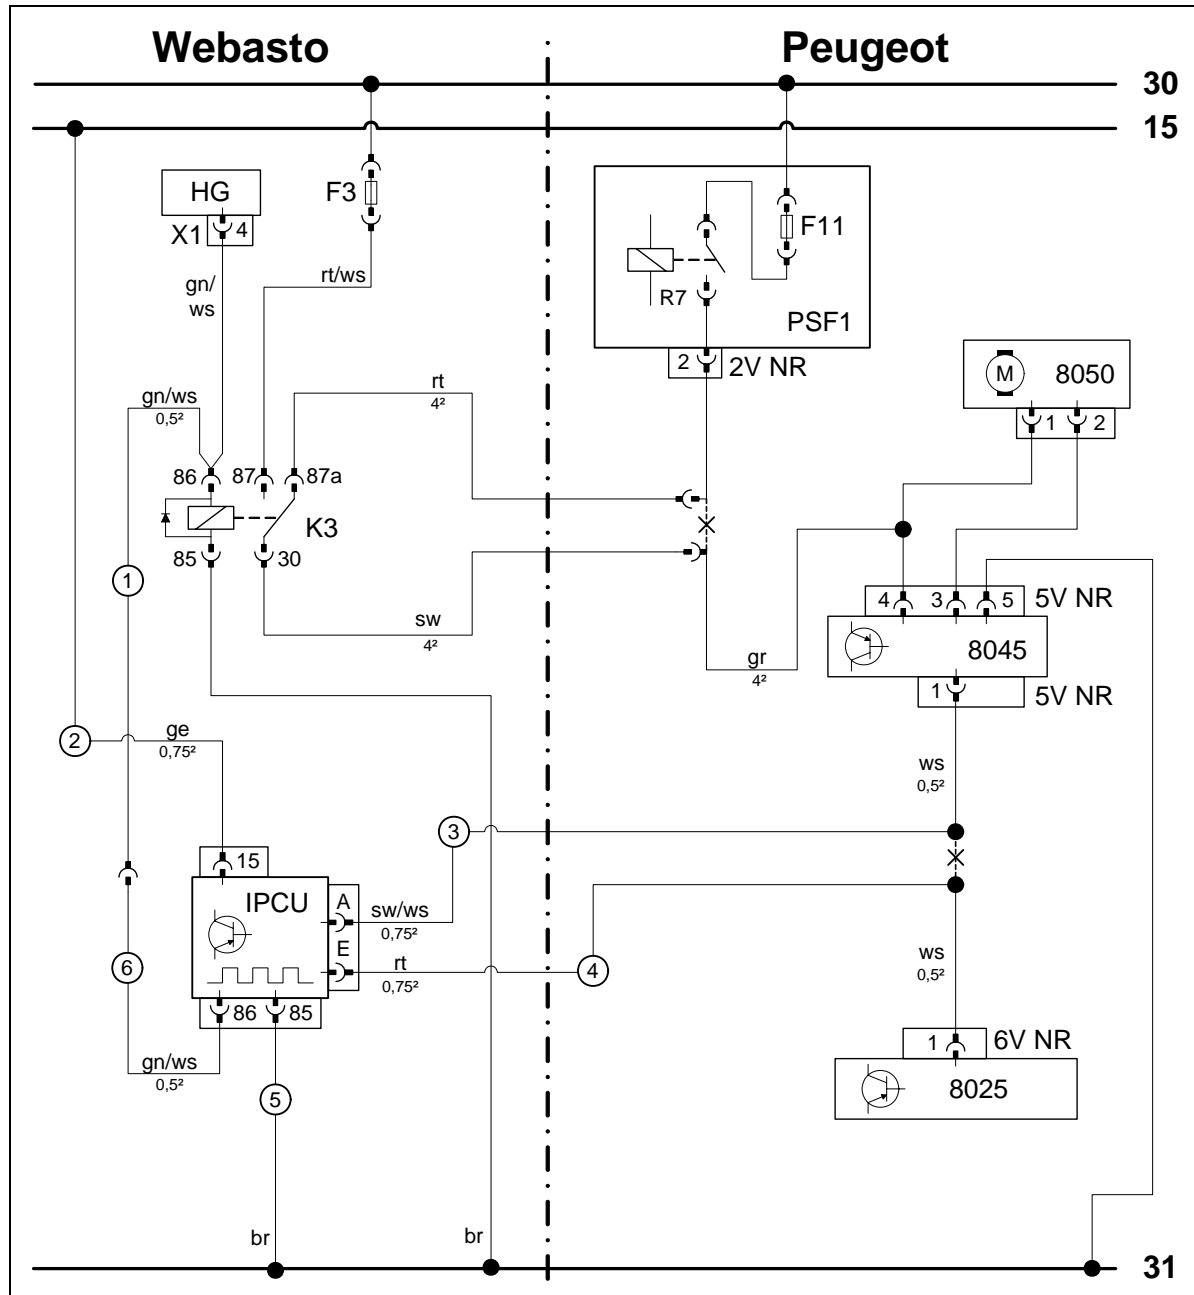 Webasto
Peugeot
30
15
HG
X1
4
F3
F11
gn/
ws
rt/ws
R7
PSF1
2
2V NR
M
8050
1
2
gn/ws
0,5²
rt
4²
86
87
87a
K3
85
30
1
4
3
5
5V NR
8045
sw
4²
gr
4²
1
5V NR
2
ge
0,75²
ws
0,5²
3
15
IPCU
A
sw/ws
0,75²
E
rt
0,75²
4
6
ws
0,5²
86
85
1
6V NR
gn/ws
0,5²
5
8025
br
br
31